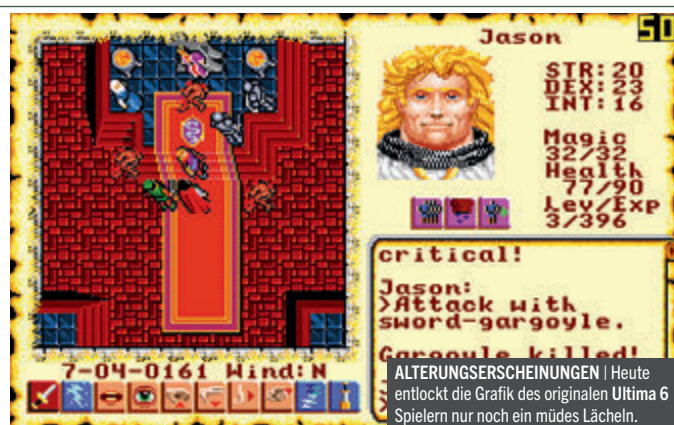 50
Jason
STR:20
DEX:23
INT:16
Magic
32/32
Health
77/90
Lev/Exp
3/396
critical!
Jason:
>Attack with
sword-gargoyle.
Gargoyle killed!
7-04-0161 Wind:N
ALTERUNGSERSCHEINUNGEN | Heute
entlockt die Grafik des originalen Ultima 6
Spielern nur noch ein müdes Lächeln.